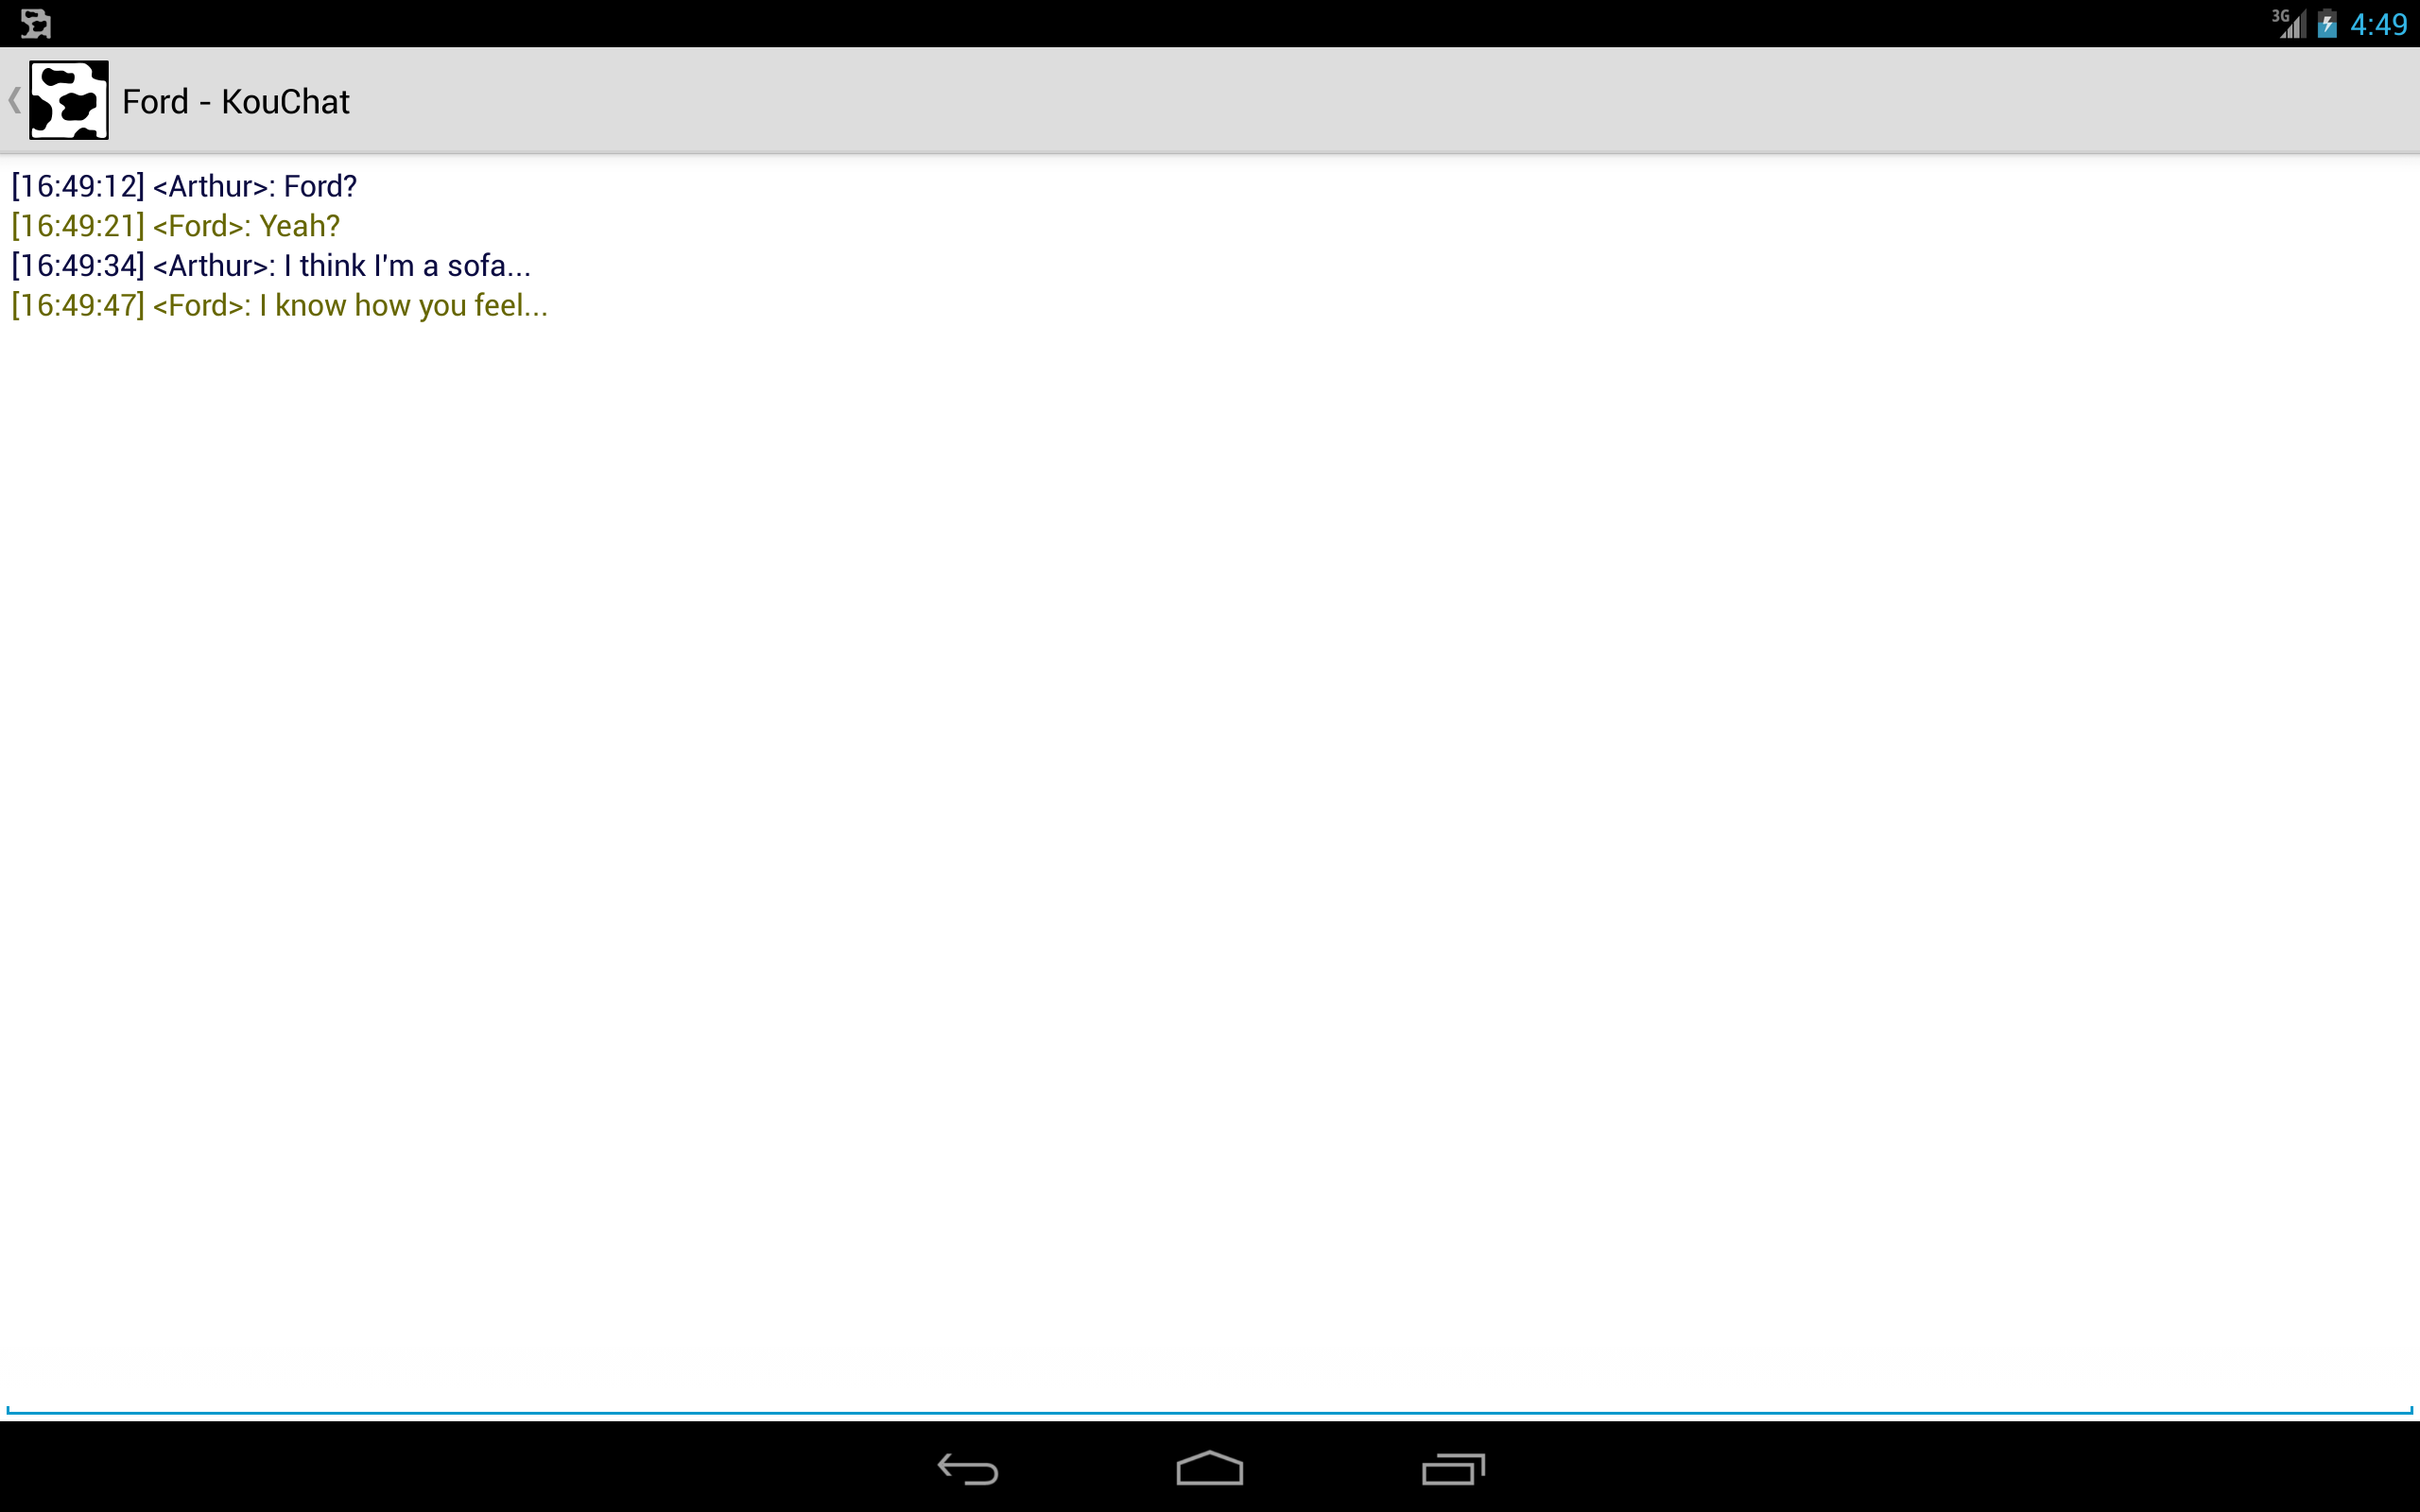 3G 4:49
Ford - KouChat
[16:49:12] <Arthur>: Ford?
[16:49:21] <Ford>: Yeah?
[16:49:34] <Arthur>: I think I'm a sofa...
[16:49:47] <Ford>: I know how you feel...